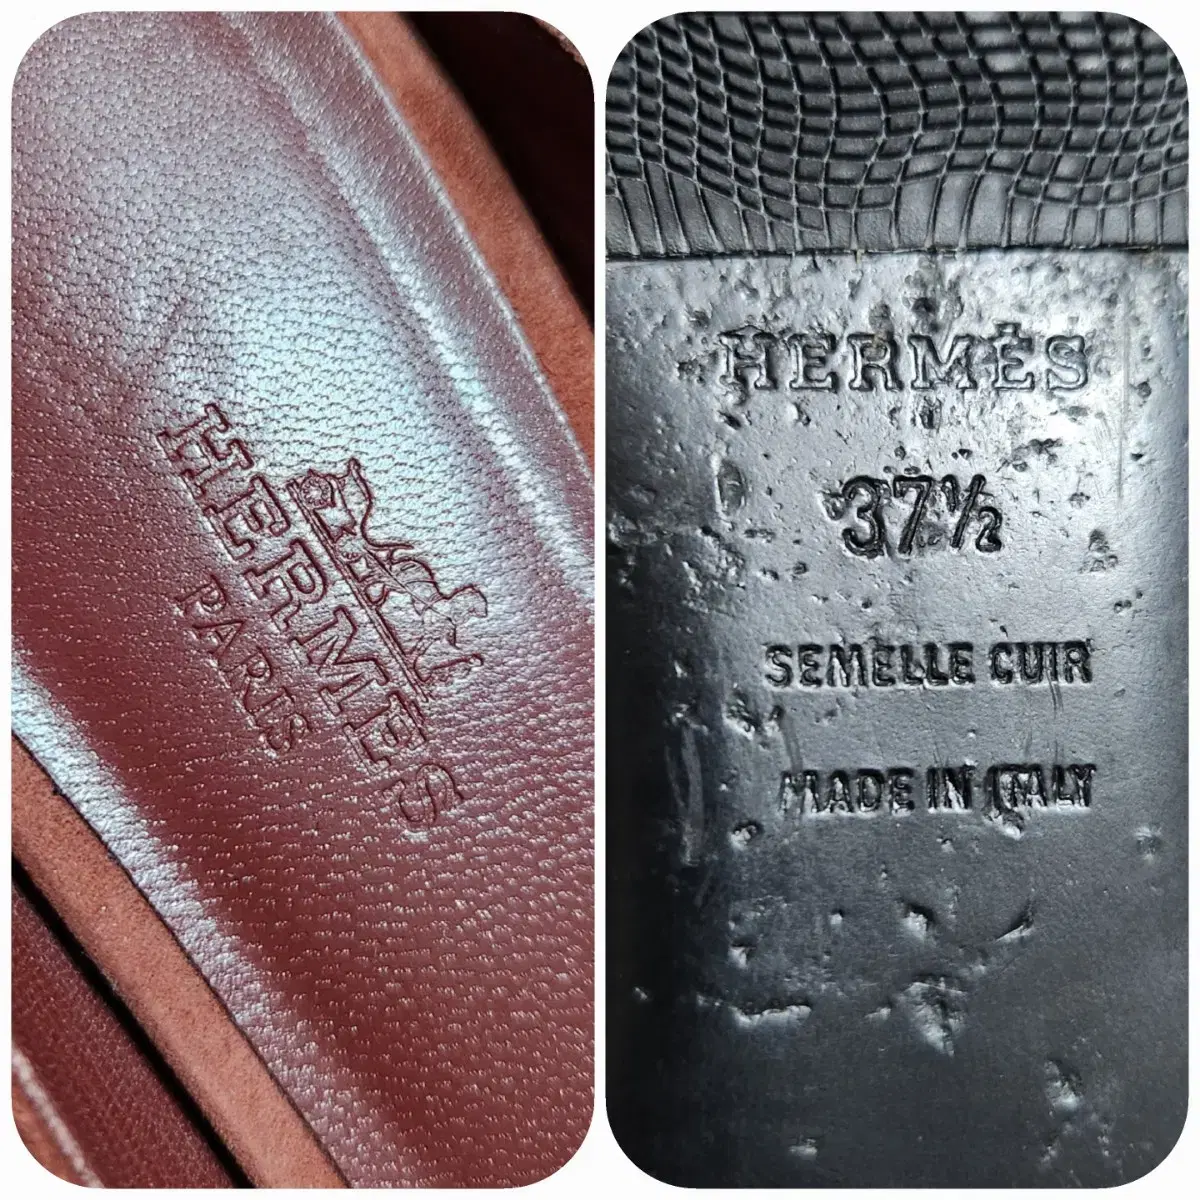 HERMES
PARIS
HERMÈS
37½
SEMELLE CUIR
MADE IN ITALY